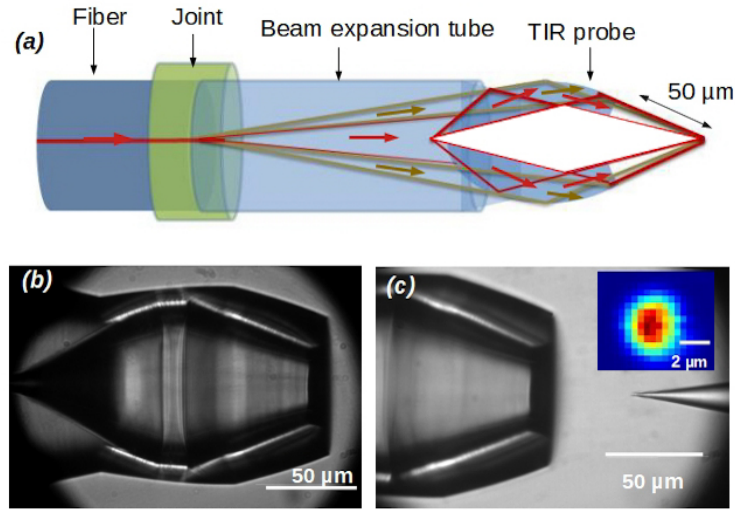 (a)
Fiber
Joint
Beam expansion tube
TIR probe
50 µm
(b)
50 µm
(c)
2 µm
50 µm